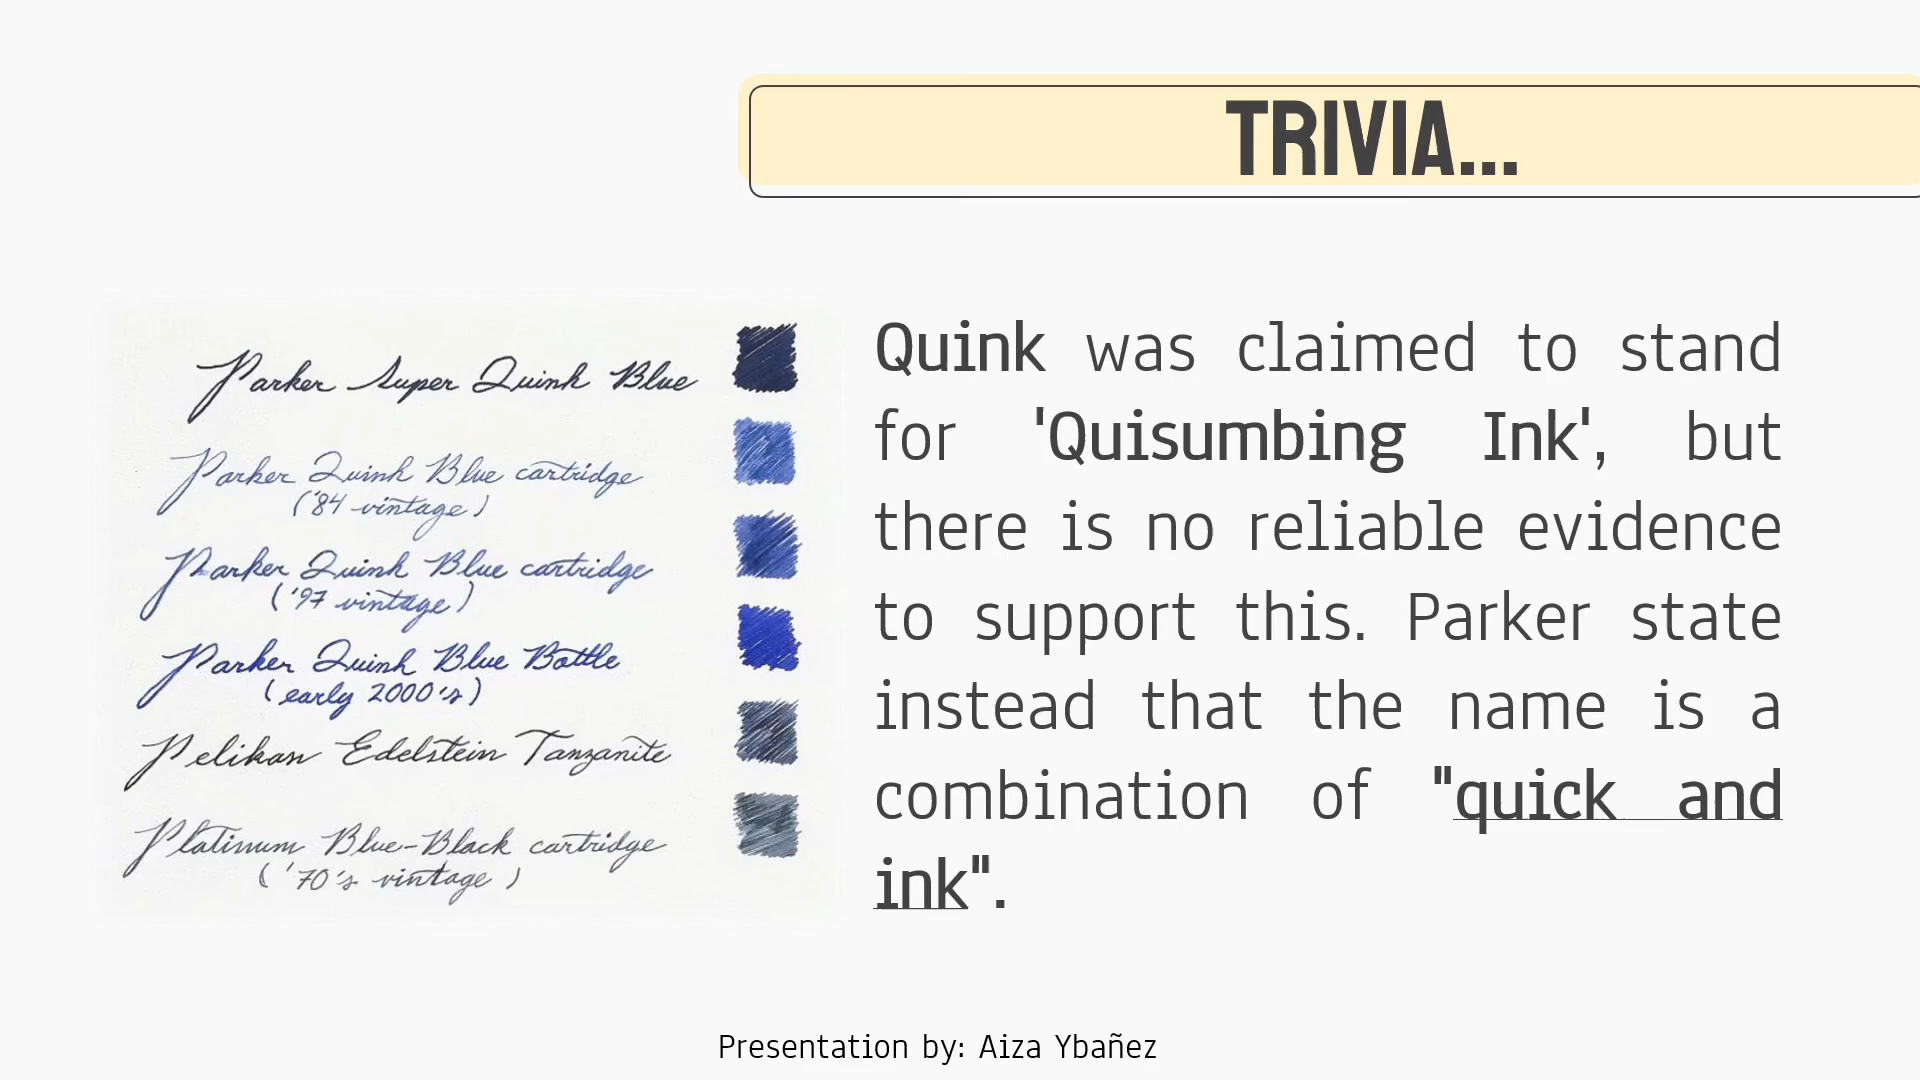 TRIVIA...
Parker Super Quink Blue
Parker Quink Blue cartridge
('84 vintage)
Parker Quink Blue cartridge
('97 vintage)
Parker Quink Blue Bottle
(early 2000's)
Pelikan Edelstein Tanzanite
Platinum Blue-Black cartridge
('70's vintage)
Quink was claimed to stand
for 'Quisumbing Ink', but
there is no reliable evidence
to support this. Parker state
instead that the name is a
combination of "quick and
ink".
Presentation by: Aiza Ybañez